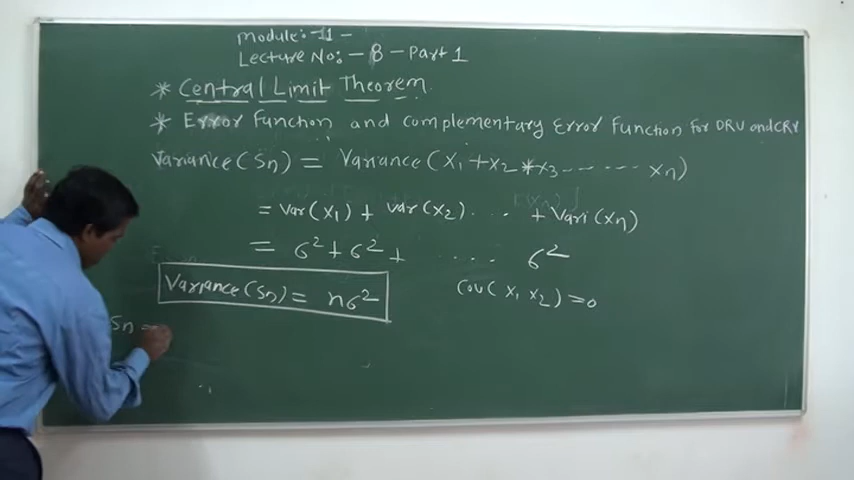 Module:- 11 -
Lecture No:- 8 - Part 1
* Central Limit Theorem.
* Error Function and complementary Error Function for DRV and CRV
Variance(Sn) = Variance(X1+X2 *X3------ ------ Xn)
= Var(X1) + Var(X2) . . . + Vari(Xn)
= σ² + σ² + ..... σ²
Variance(Sn) = nσ²
Cov(X1 X2) = 0
Sn =